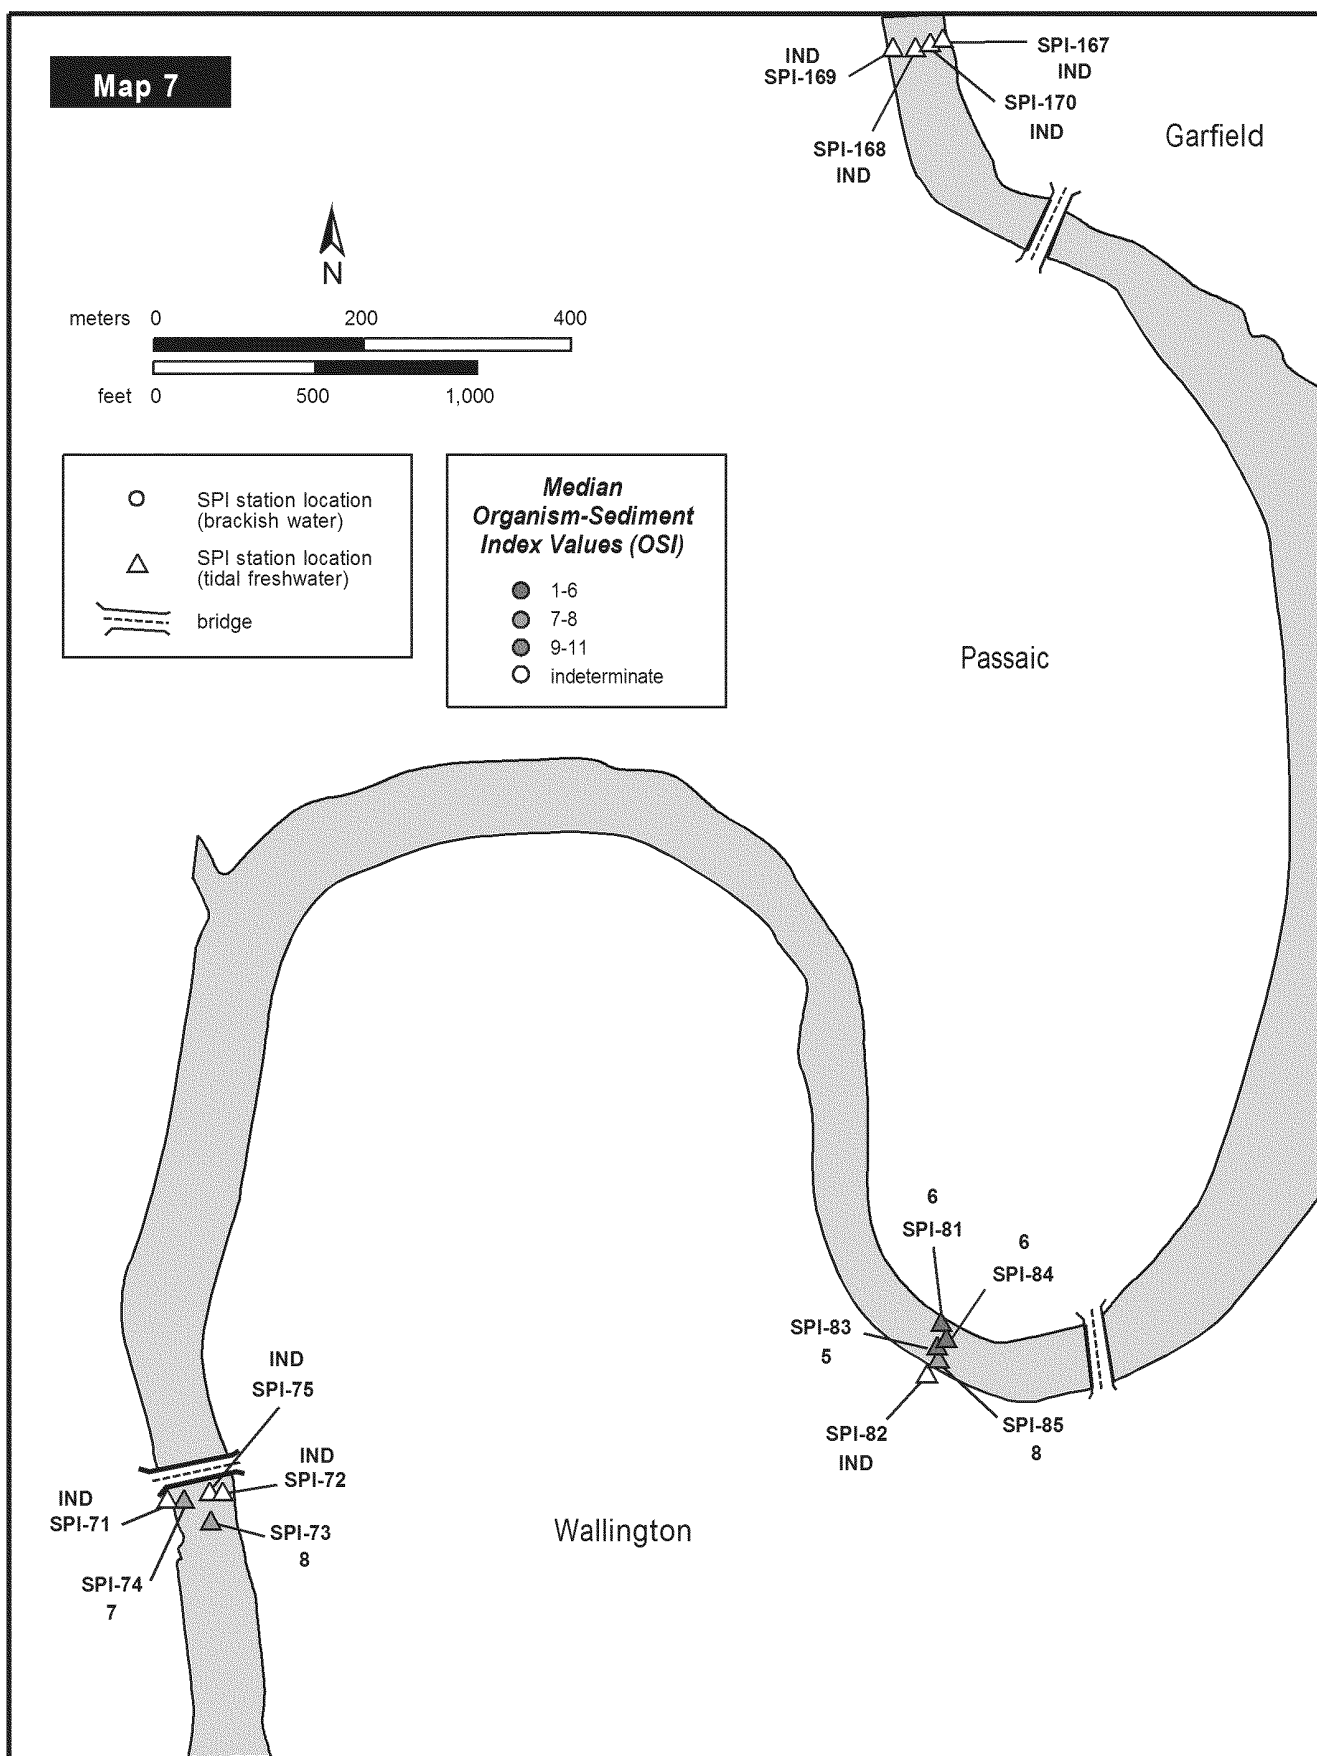 Map 7
IND
SPI-169
SPI-167
IND
SPI-170
IND
SPI-168
IND
Garfield
N
meters 0 200 400
feet 0 500 1,000
SPI station location
(brackish water)
SPI station location
(tidal freshwater)
bridge
Median
Organism-Sediment
Index Values (OSI)
1-6
7-8
9-11
indeterminate
Passaic
6
SPI-81
6
SPI-84
SPI-83
5
SPI-82
IND
SPI-85
8
IND
SPI-75
IND
SPI-72
IND
SPI-71
SPI-73
8
SPI-74
7
Wallington